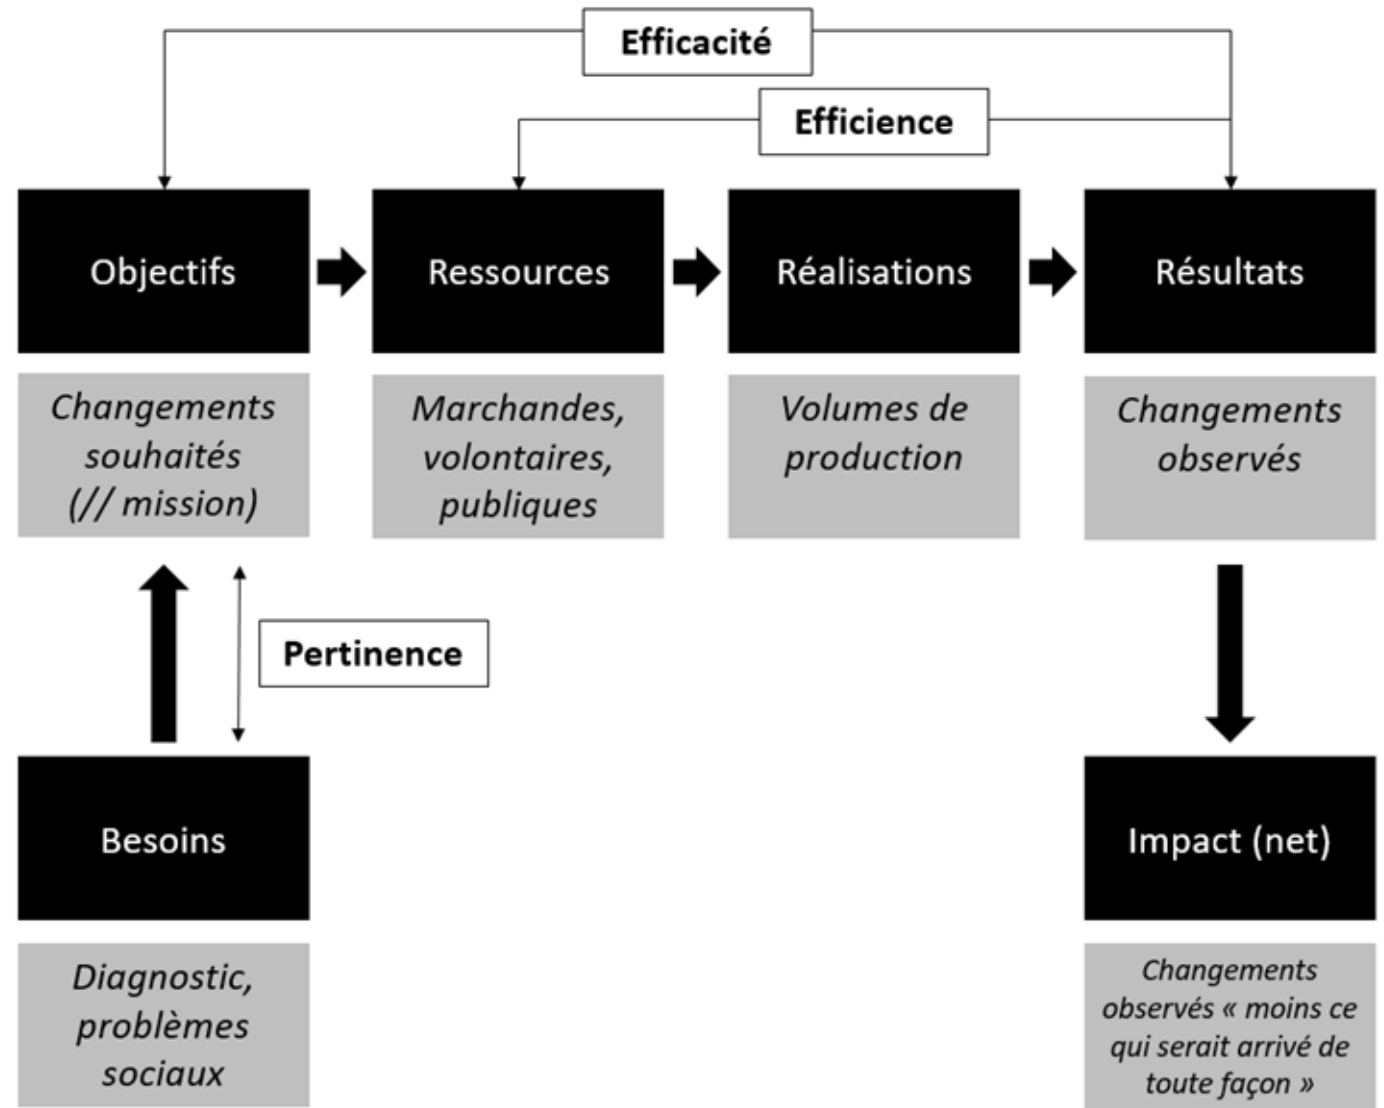 Efficacité
Efficience
Objectifs
Ressources
Réalisations
Résultats
Changements
souhaités
(// mission)
Marchandes,
volontaires,
publiques
Volumes de
production
Changements
observés
Pertinence
Besoins
Impact (net)
Diagnostic,
problèmes
sociaux
Changements
observés « moins ce
qui serait arrivé de
toute façon »